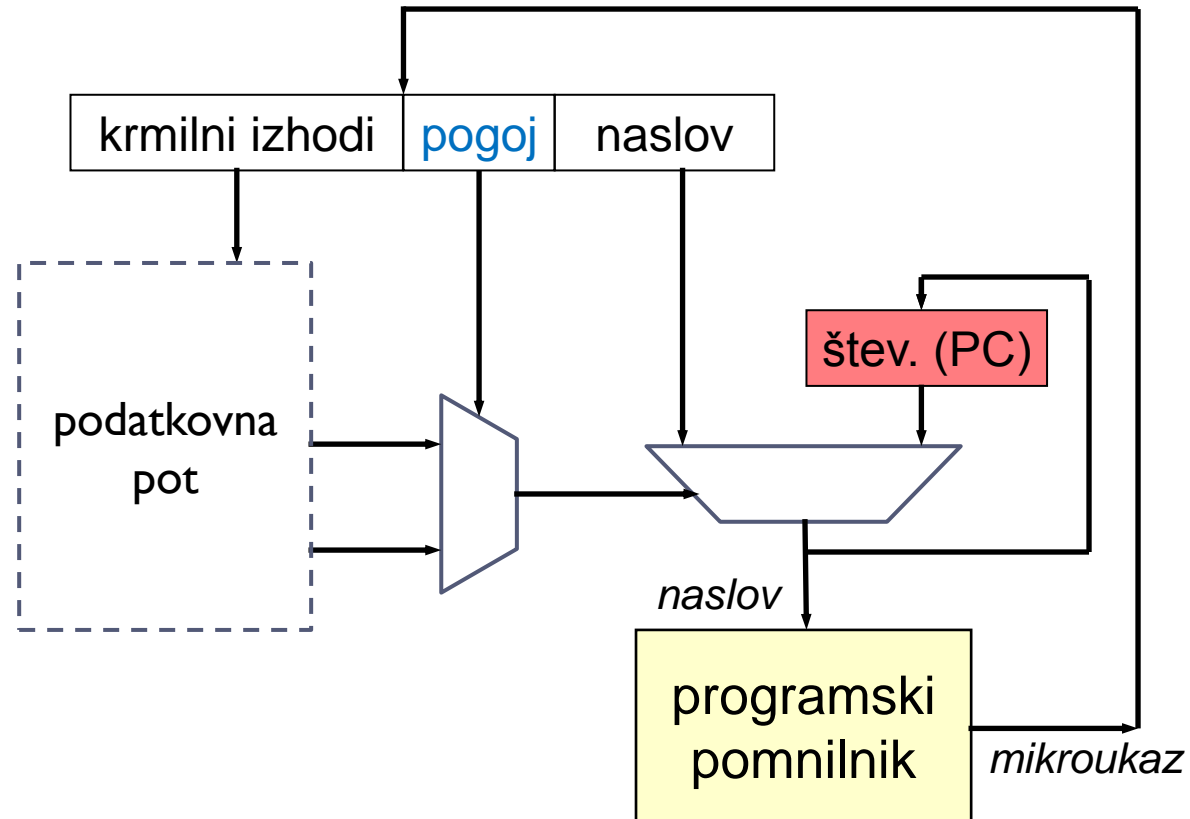 krmilni izhodi
pogoj
naslov
štev. (PC)
podatkovna
pot
naslov
programski
pomnilnik
mikroukaz